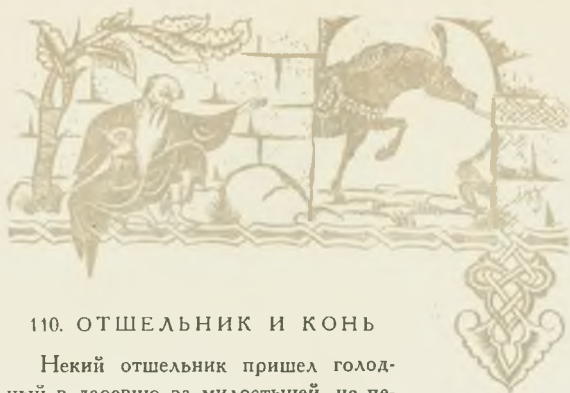 110. ОТШЕЛЬНИК И КОНЬ
Некий отшельник пришел голод-
ный в деревню за милостыней, но пе-